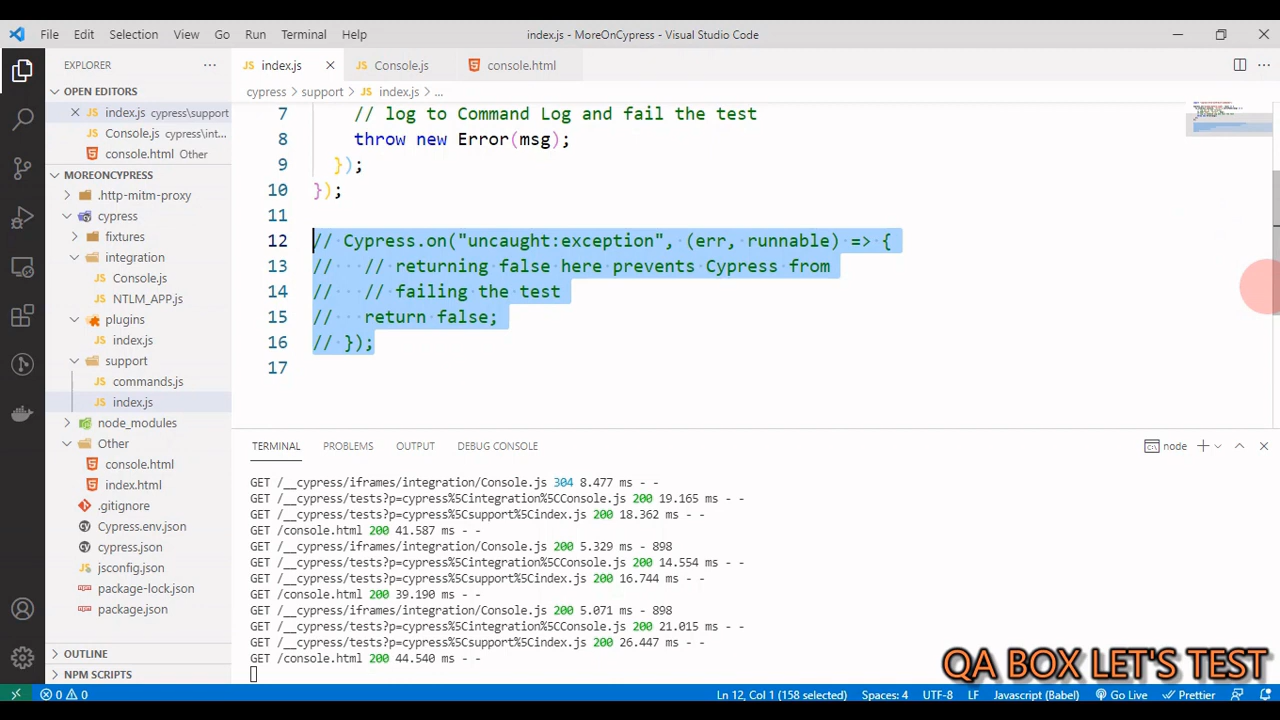 File Edit Selection View Go Run Terminal Help
index.js - MoreOnCypress - Visual Studio Code
EXPLORER
OPEN EDITORS
index.js cypress\support
Console.js cypress\int...
console.html Other
MOREONCYPRESS
.http-mitm-proxy
cypress
fixtures
integration
Console.js
NTLM_APP.js
plugins
index.js
support
commands.js
index.js
node_modules
Other
console.html
index.html
.gitignore
Cypress.env.json
cypress.json
jsconfig.json
package-lock.json
package.json
OUTLINE
NPM SCRIPTS
index.js Console.js console.html
cypress > support > index.js > ...
7 // log to Command Log and fail the test
8 throw new Error(msg);
9 });
10 });
11
12 // Cypress.on("uncaught:exception", (err, runnable) => {
13 // // returning false here prevents Cypress from
14 // // failing the test
15 // return false;
16 // });
17
TERMINAL PROBLEMS OUTPUT DEBUG CONSOLE
node
GET /__cypress/iframes/integration/Console.js 304 8.477 ms - -
GET /__cypress/tests?p=cypress%5Cintegration%5CConsole.js 200 19.165 ms - -
GET /__cypress/tests?p=cypress%5Csupport%5Cindex.js 200 18.362 ms - -
GET /console.html 200 41.587 ms - -
GET /__cypress/iframes/integration/Console.js 200 5.329 ms - 898
GET /__cypress/tests?p=cypress%5Cintegration%5CConsole.js 200 14.554 ms - -
GET /__cypress/tests?p=cypress%5Csupport%5Cindex.js 200 16.744 ms - -
GET /console.html 200 39.190 ms - -
GET /__cypress/iframes/integration/Console.js 200 5.071 ms - 898
GET /__cypress/tests?p=cypress%5Cintegration%5CConsole.js 200 21.015 ms - -
GET /__cypress/tests?p=cypress%5Csupport%5Cindex.js 200 26.447 ms - -
GET /console.html 200 44.540 ms - -
QA BOX LET'S TEST
0 0 Ln 12, Col 1 (158 selected) Spaces: 4 UTF-8 LF Javascript (Babel) Go Live Prettier